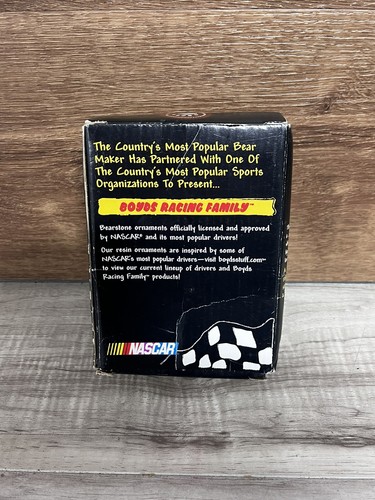 The Country's Most Popular Bear
Maker Has Partnered With One Of
The Country's Most Popular Sports
Organizations To Present...
BOYDS RACING FAMILY™
Bearstone ornaments officially licensed and approved
by NASCAR® and its most popular drivers!
Our resin ornaments are inspired by some of
NASCAR's most popular drivers—visit boydsstuff.com™
to view our current lineup of drivers and Boyds
Racing Family™ products!
NASCAR